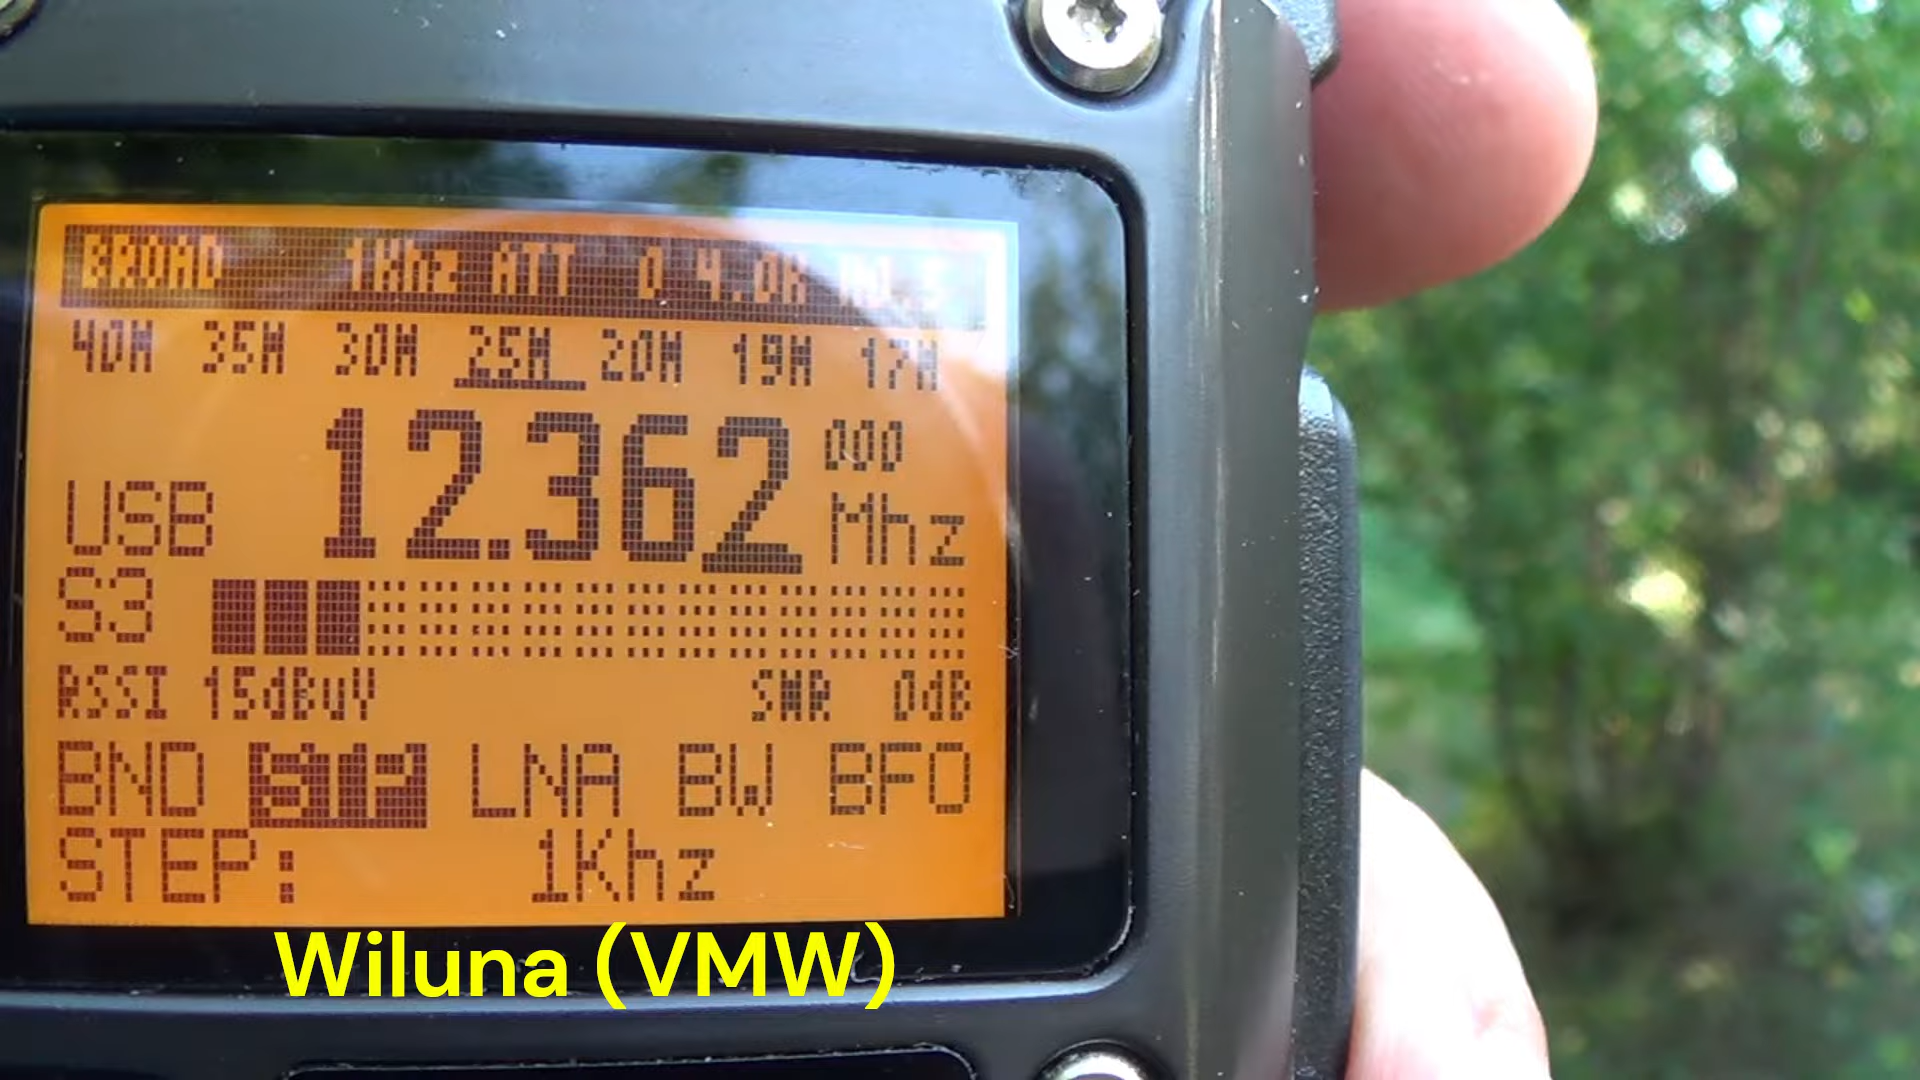 BROAD 1Khz ATT 0 4.0K
40M 35M 30M 25M 20M 19M 17M
USB 12.362 000 Mhz
S3
RSSI 15dBuV SWR 0dB
BND STP LNA BW BFO
STEP: 1Khz
Wiluna (VMW)